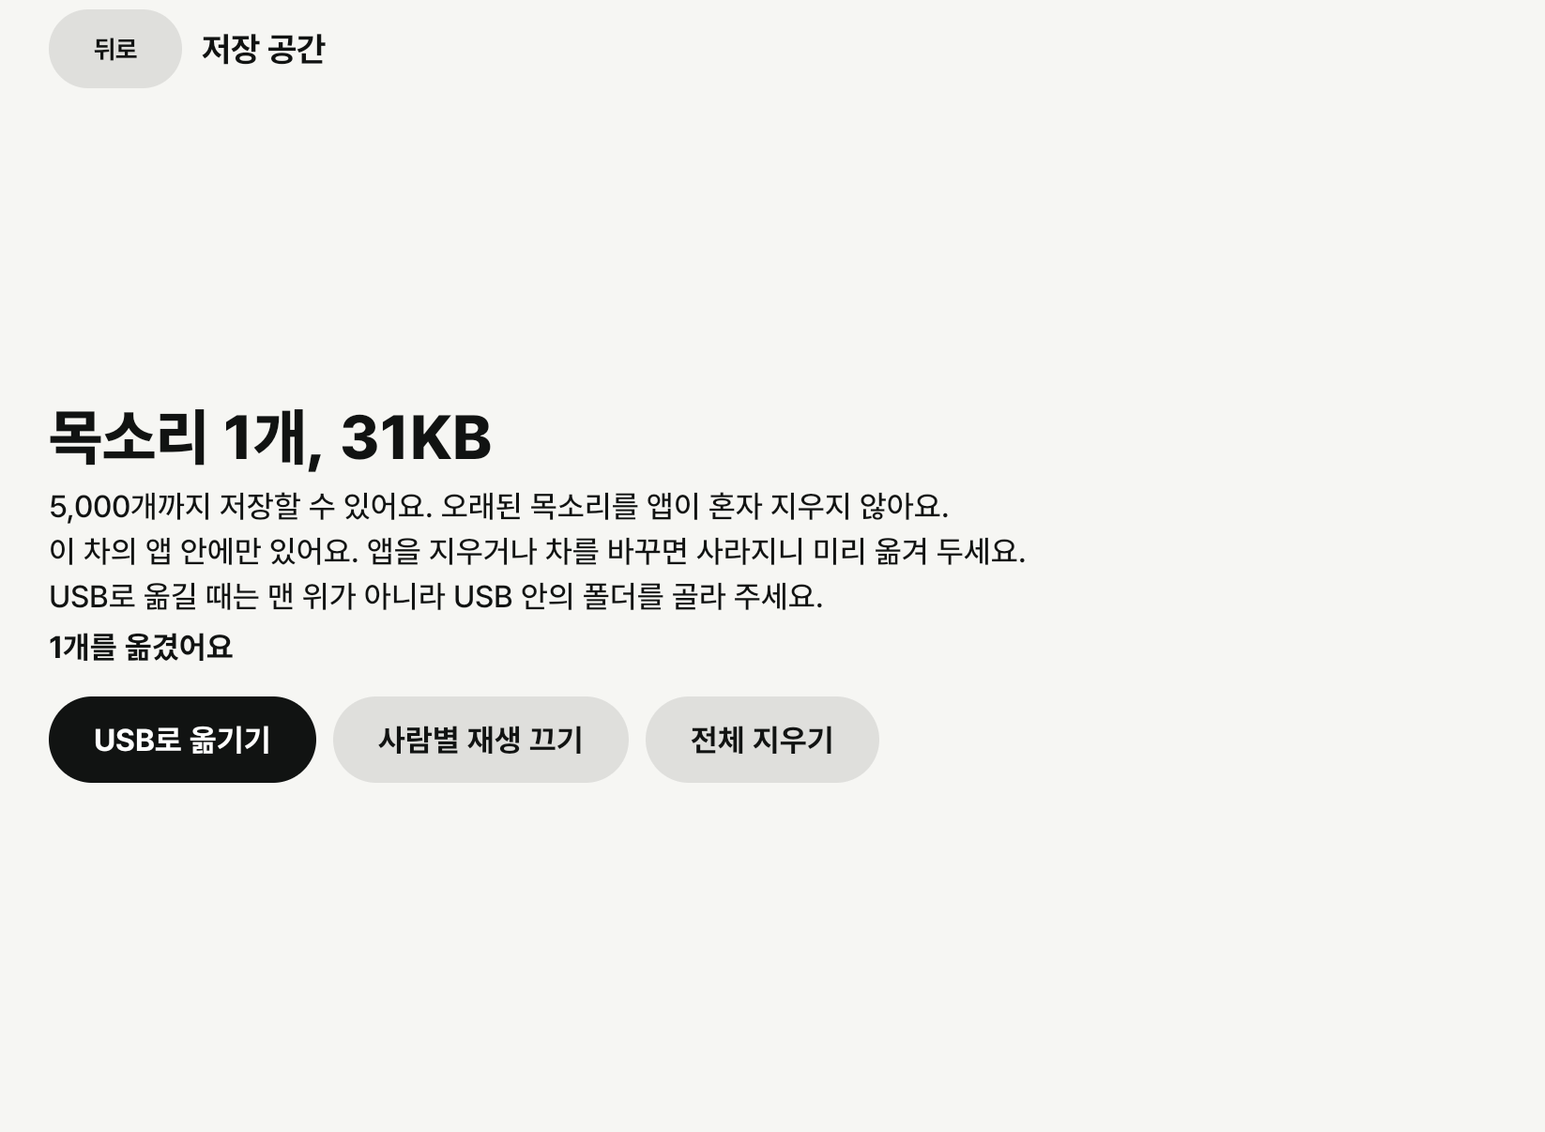 뒤로
저장 공간
목소리 1개, 31KB
5,000개까지 저장할 수 있어요. 오래된 목소리를 앱이 혼자 지우지 않아요.
이 차의 앱 안에만 있어요. 앱을 지우거나 차를 바꾸면 사라지니 미리 옮겨 두세요.
USB로 옮길 때는 맨 위가 아니라 USB 안의 폴더를 골라 주세요.
1개를 옮겼어요
USB로 옮기기
사람별 재생 끄기
전체 지우기